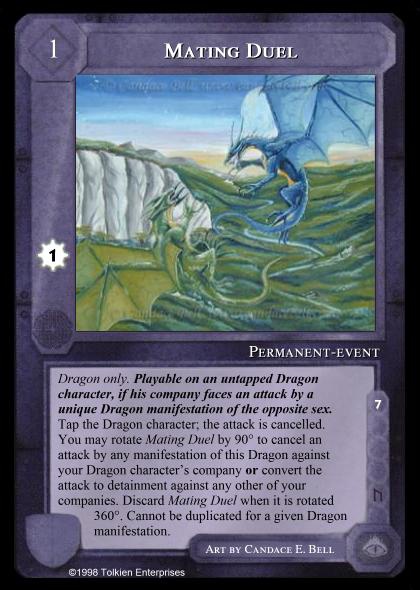 1
MATING DUEL
1
PERMANENT-EVENT
Dragon only. Playable on an untapped Dragon
character, if his company faces an attack by a
unique Dragon manifestation of the opposite sex.
Tap the Dragon character; the attack is cancelled.
You may rotate Mating Duel by 90° to cancel an
attack by any manifestation of this Dragon against
your Dragon character's company or convert the
attack to detainment against any other of your
companies. Discard Mating Duel when it is rotated
360°. Cannot be duplicated for a given Dragon
manifestation.
7
ART BY CANDACE E. BELL
©1998 Tolkien Enterprises